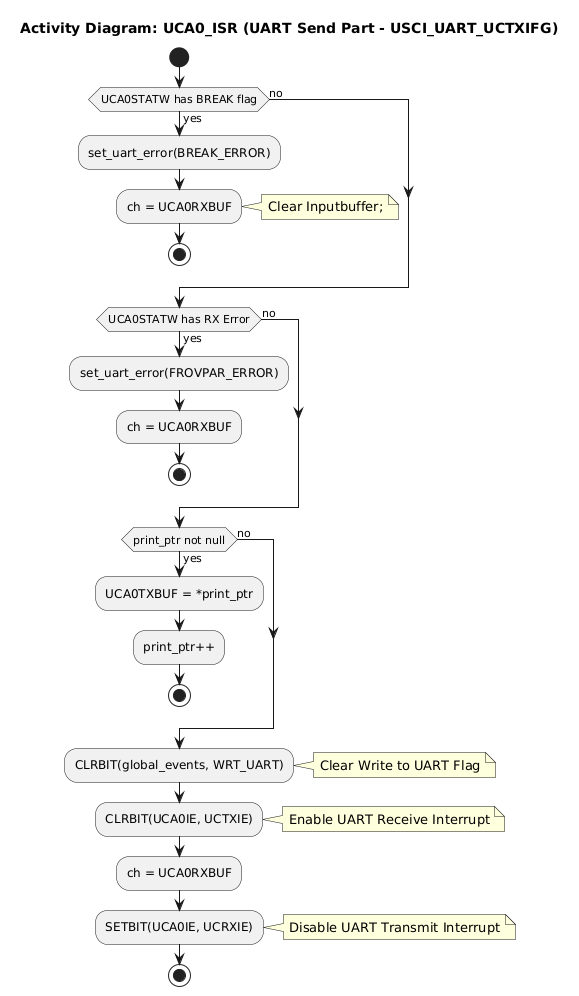 Activity Diagram: UCA0_ISR (UART Send Part - USCI_UART_UCTXIFG)
UCA0STATW has BREAK flag
no
yes
set_uart_error(BREAK_ERROR)
ch = UCA0RXBUF
Clear Inputbuffer;
UCA0STATW has RX Error
no
yes
set_uart_error(FROVPAR_ERROR)
ch = UCA0RXBUF
print_ptr not null
no
yes
UCA0TXBUF = *print_ptr
print_ptr++
CLRBIT(global_events, WRT_UART)
Clear Write to UART Flag
CLRBIT(UCA0IE, UCTXIE)
Enable UART Receive Interrupt
ch = UCA0RXBUF
SETBIT(UCA0IE, UCRXIE)
Disable UART Transmit Interrupt